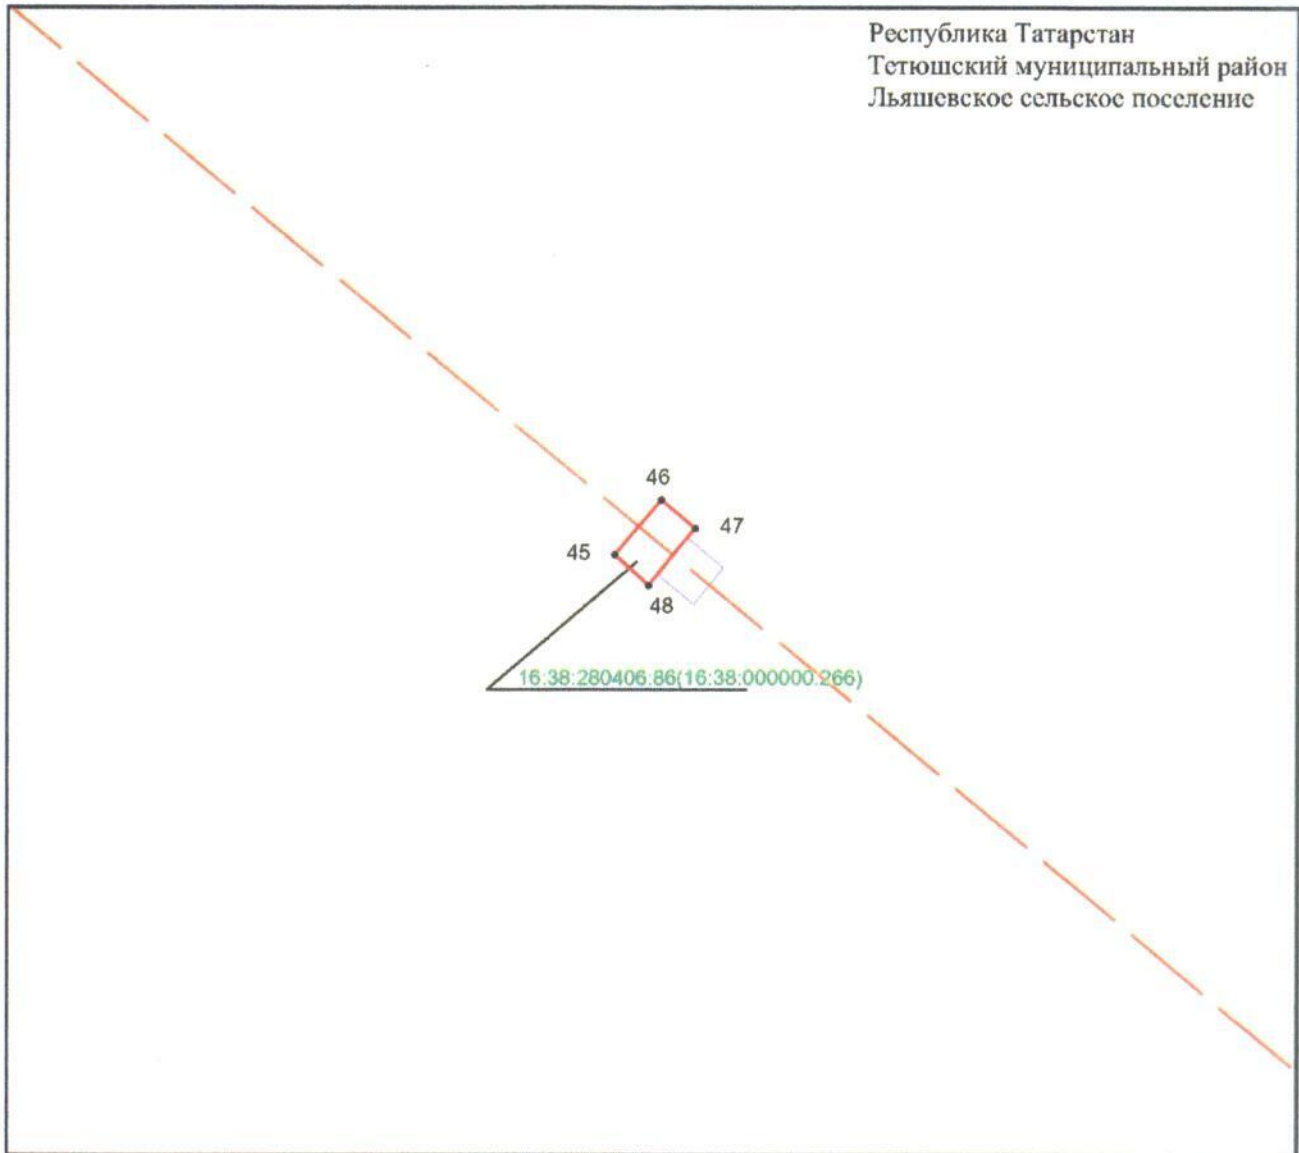 Республика Татарстан
Тетюшский муниципальный район
Льяшевское сельское поселение
46
47
45
48
16:38:280406:86(16:38:000000:266)